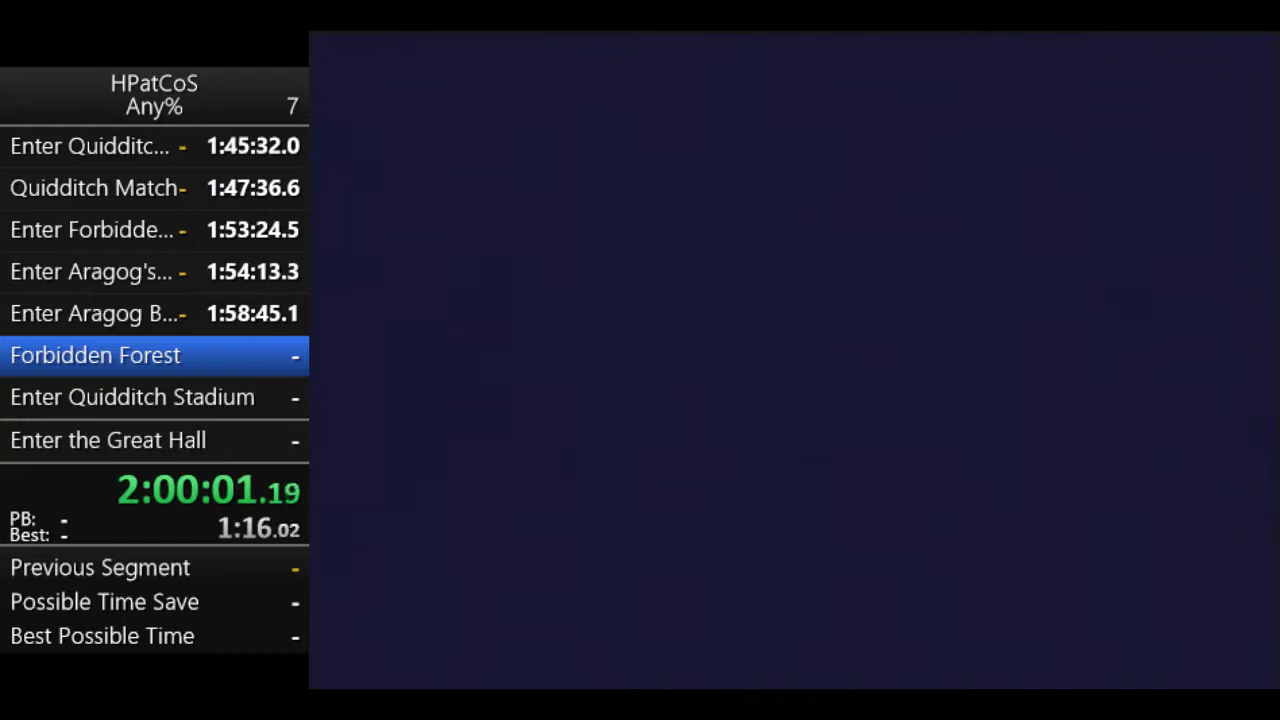 HPatCoS
Any% 7
Enter Quidditc... - 1:45:32.0
Quidditch Match- 1:47:36.6
Enter Forbidde... - 1:53:24.5
Enter Aragog's... - 1:54:13.3
Enter Aragog B...- 1:58:45.1
Forbidden Forest -
Enter Quidditch Stadium -
Enter the Great Hall -
2:00:01.19
PB: -
Best: - 1:16.02
Previous Segment -
Possible Time Save -
Best Possible Time -